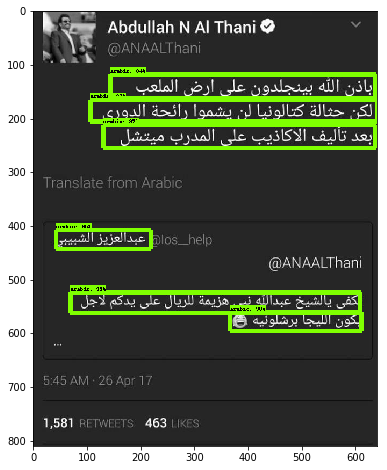 0
100
200
300
400
500
600
700
800
Abdullah N Al Thani
@ANAALThani
باذن الله بينجلدون على ارض الملعب
لكن حثالة كتالونيا لن يشموا رائحة الدوري
بعد تأليف الاكاذيب على المدرب ميتشل
Translate from Arabic
عبدالعزيز الشبيبي @los__help
@ANAALThani
يكفي يالشيخ عبدالله نبي هزيمة للريال على يدكم لاجل
يكون الليجا برشلونيه 😂
...
5:45 AM · 26 Apr 17
1,581 RETWEETS 463 LIKES
0 100 200 300 400 500 600